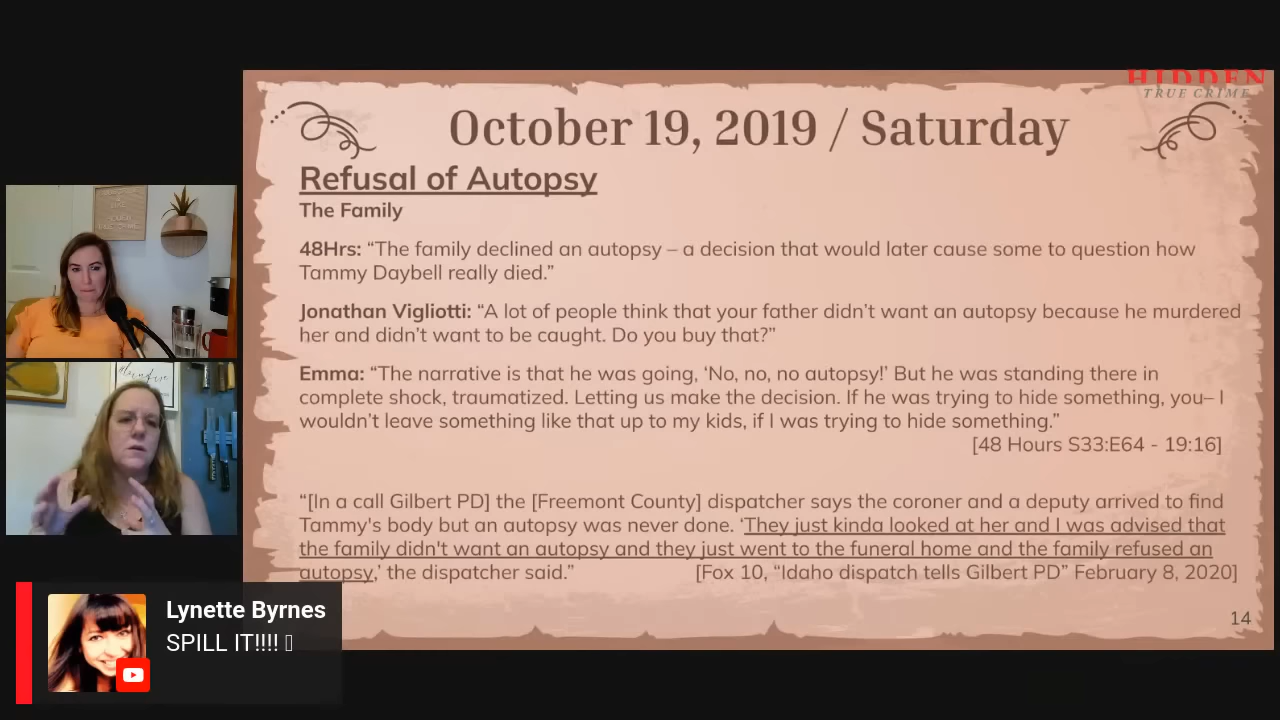 HIDDEN
TRUE CRIME
October 19, 2019 / Saturday
Refusal of Autopsy
The Family
48Hrs: “The family declined an autopsy – a decision that would later cause some to question how
Tammy Daybell really died.”
Jonathan Vigliotti: “A lot of people think that your father didn’t want an autopsy because he murdered
her and didn’t want to be caught. Do you buy that?”
Emma: “The narrative is that he was going, ‘No, no, no autopsy!’ But he was standing there in
complete shock, traumatized. Letting us make the decision. If he was trying to hide something, you– I
wouldn’t leave something like that up to my kids, if I was trying to hide something.”
[48 Hours S33:E64 - 19:16]
“[In a call Gilbert PD] the [Freemont County] dispatcher says the coroner and a deputy arrived to find
Tammy's body but an autopsy was never done. ‘They just kinda looked at her and I was advised that
the family didn't want an autopsy and they just went to the funeral home and the family refused an
autopsy,’ the dispatcher said.” [Fox 10, “Idaho dispatch tells Gilbert PD” February 8, 2020]
14
Lynette Byrnes
SPILL IT!!!!